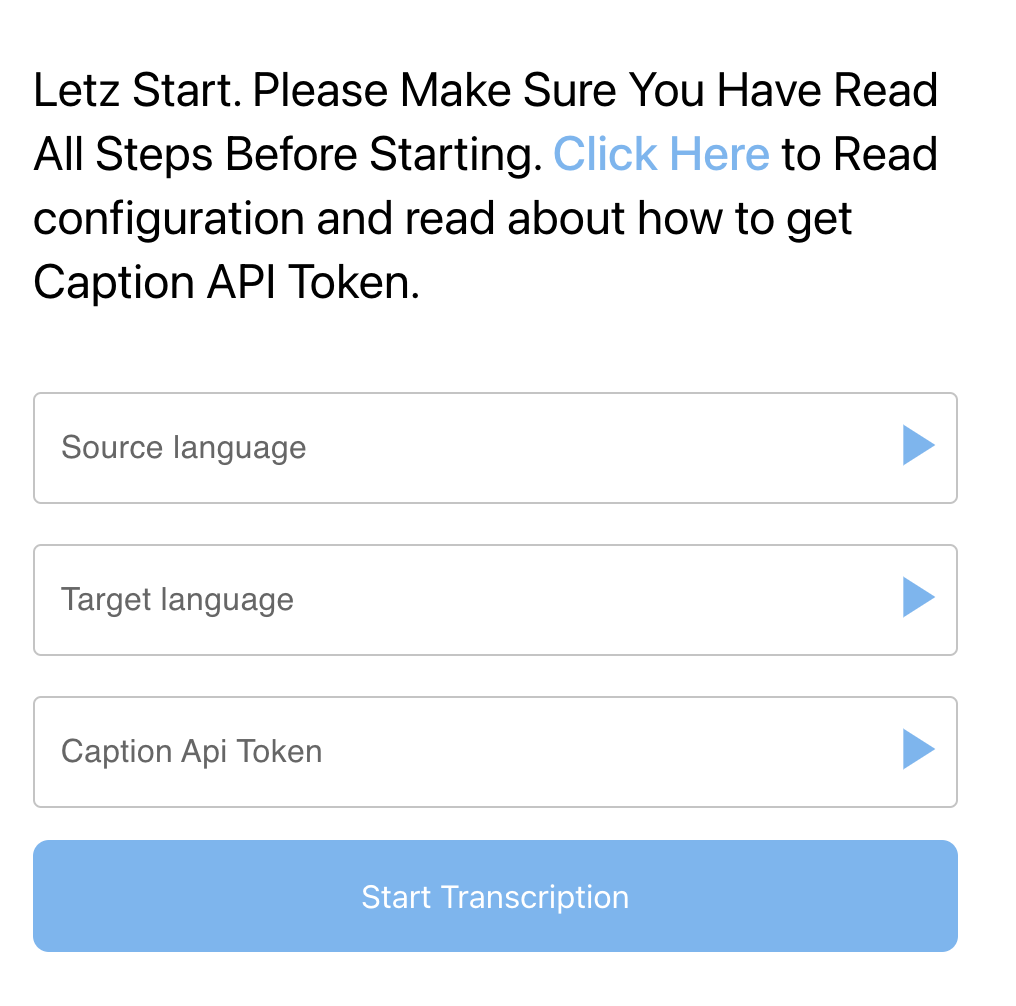 Letz Start. Please Make Sure You Have Read
All Steps Before Starting. Click Here to Read
configuration and read about how to get
Caption API Token.
Source language
Target language
Caption Api Token
Start Transcription